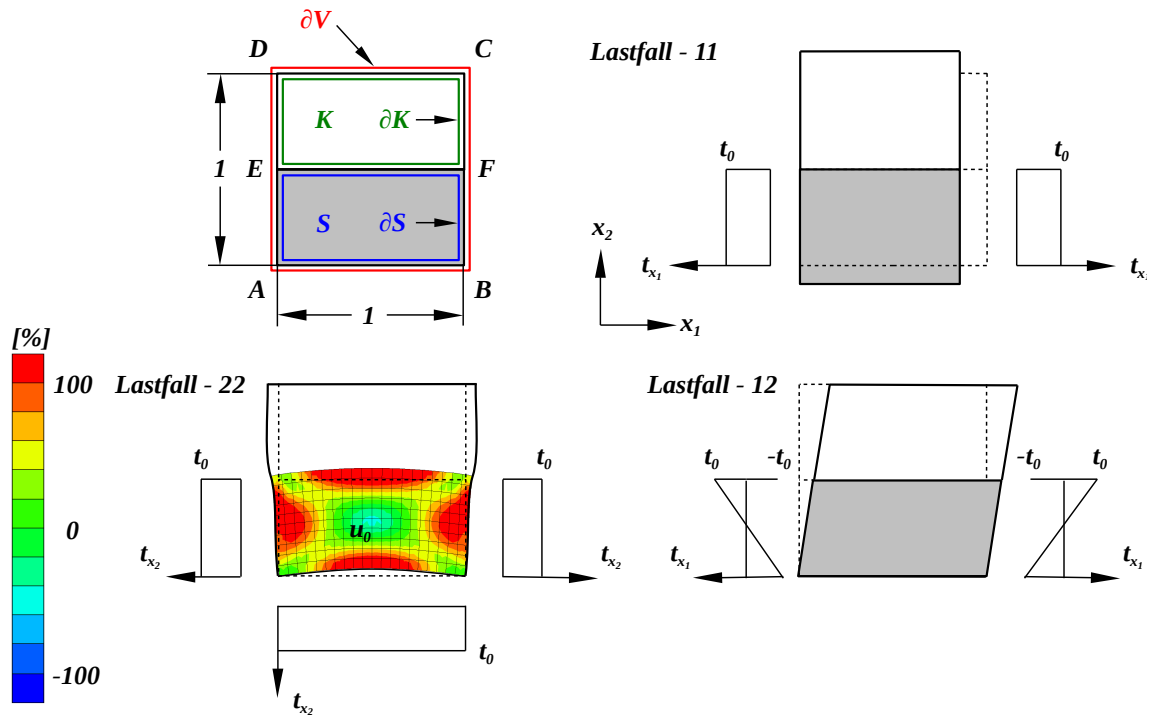 ∂V
D C
K ∂K
1 E F
S ∂S
A B
1
Lastfall - 11
t₀ t₀
x₂
tₓ₁ tₓ₁
x₁
[%]
100
0
-100
Lastfall - 22
t₀ t₀
u₀
tₓ₂ tₓ₂
t₀
tₓ₂
Lastfall - 12
t₀ -t₀ -t₀ t₀
tₓ₁ tₓ₁